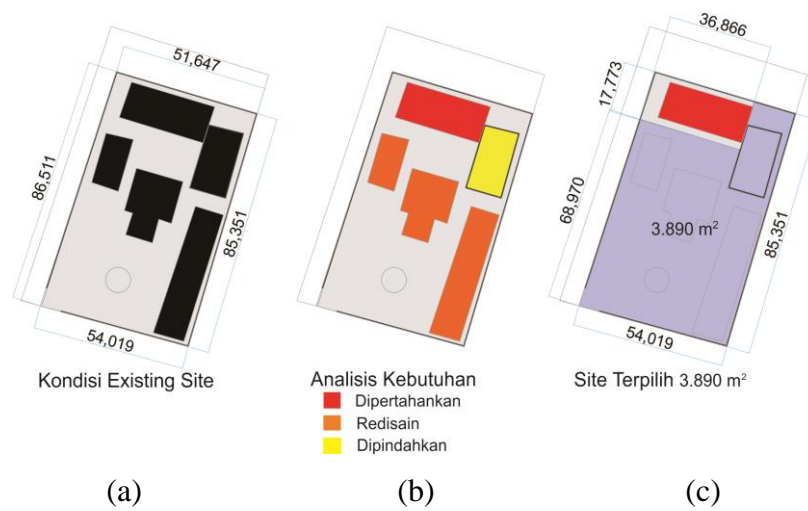 51,647
86,511
85,351
54,019
Kondisi Existing Site
(a)
Analisis Kebutuhan
Dipertahankan
Redisain
Dipindahkan
(b)
36,866
17,773
68,970
3.890 m²
85,351
54,019
Site Terpilih 3.890 m²
(c)